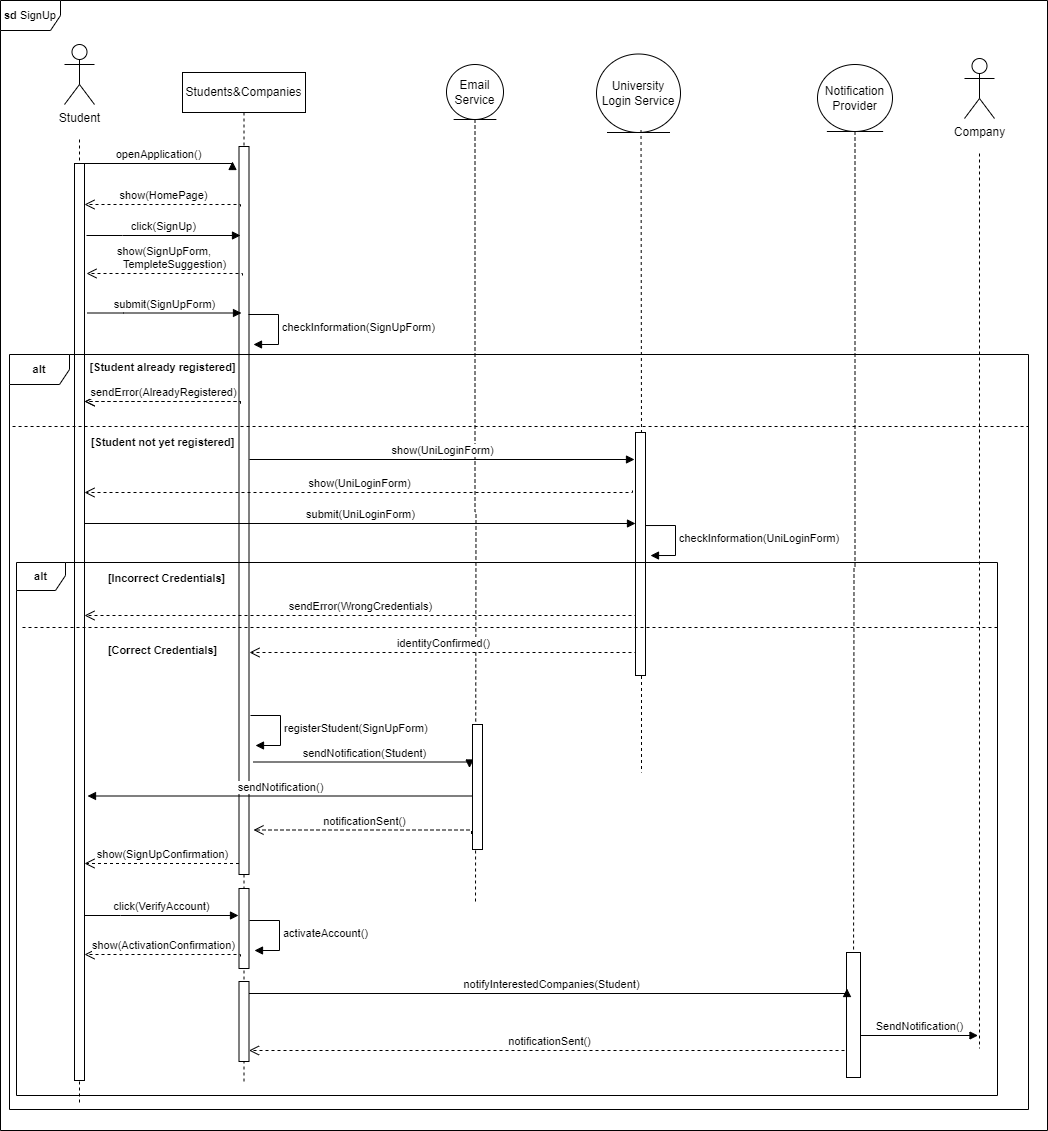 sd SignUp
Student
Students&Companies
Email
Service
University
Login Service
Notification
Provider
Company
openApplication()
show(HomePage)
click(SignUp)
show(SignUpForm,
TempleteSuggestion)
submit(SignUpForm)
checkInformation(SignUpForm)
alt
[Student already registered]
sendError(AlreadyRegistered)
[Student not yet registered]
show(UniLoginForm)
show(UniLoginForm)
submit(UniLoginForm)
checkInformation(UniLoginForm)
alt
[Incorrect Credentials]
sendError(WrongCredentials)
identityConfirmed()
[Correct Credentials]
registerStudent(SignUpForm)
sendNotification(Student)
sendNotification()
notificationSent()
show(SignUpConfirmation)
click(VerifyAccount)
activateAccount()
show(ActivationConfirmation)
notifyInterestedCompanies(Student)
SendNotification()
notificationSent()